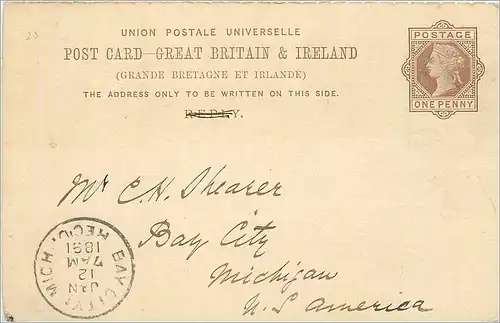 23
UNION POSTALE UNIVERSELLE
POST CARD—GREAT BRITAIN & IRELAND
(GRANDE BRETAGNE ET IRLANDE)
THE ADDRESS ONLY TO BE WRITTEN ON THIS SIDE.
REPLY.
POSTAGE
ONE PENNY
Mr C. H. Shearer
Bay City
Michigan
U. S. America
BAY CITY, MICH.
JAN
12
7AM
1891
REC'D.